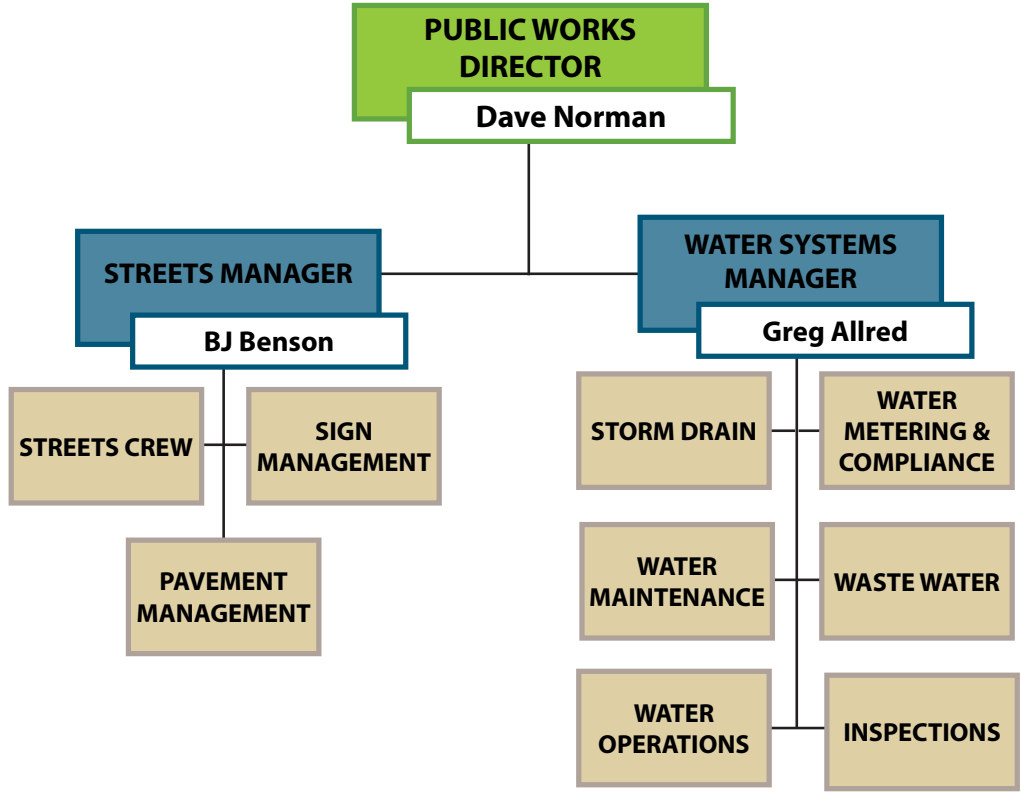 PUBLIC WORKS
DIRECTOR
Dave Norman
STREETS MANAGER
BJ Benson
WATER SYSTEMS
MANAGER
Greg Allred
STREETS CREW
SIGN
MANAGEMENT
PAVEMENT
MANAGEMENT
STORM DRAIN
WATER
METERING &
COMPLIANCE
WATER
MAINTENANCE
WASTE WATER
WATER
OPERATIONS
INSPECTIONS